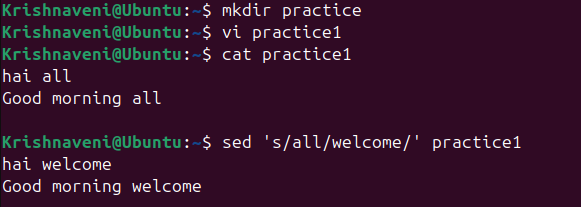 Krishnaveni@Ubuntu:~$ mkdir practice
Krishnaveni@Ubuntu:~$ vi practice1
Krishnaveni@Ubuntu:~$ cat practice1
hai all
Good morning all
Krishnaveni@Ubuntu:~$ sed 's/all/welcome/' practice1
hai welcome
Good morning welcome